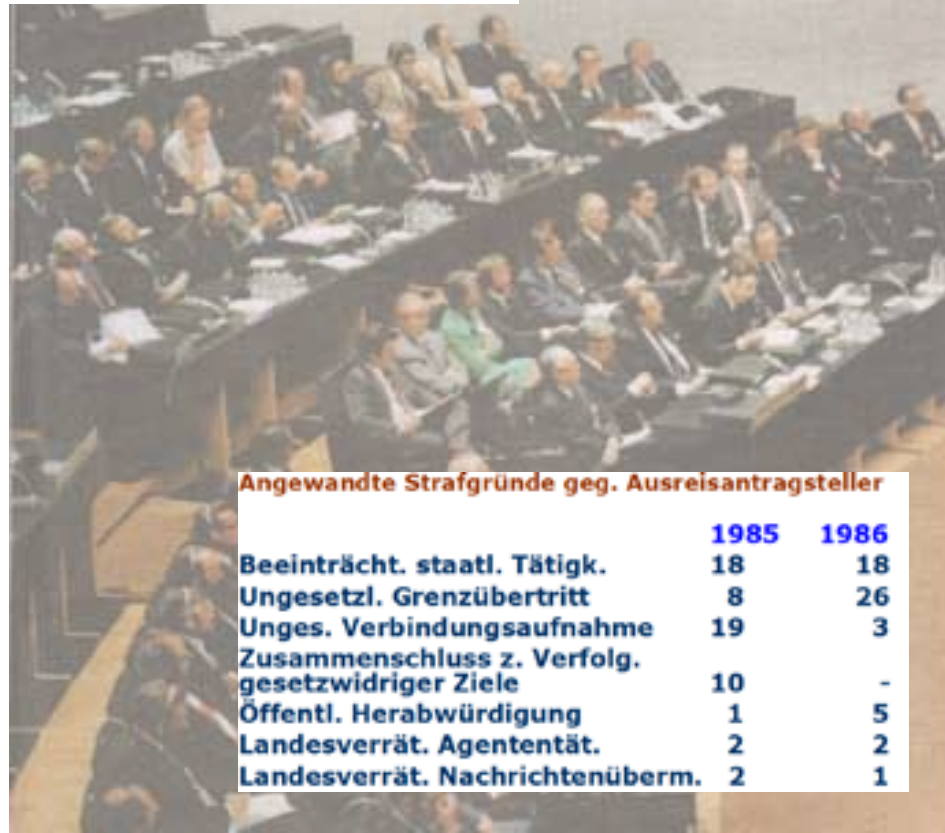 Angewandte Strafgründe geg. Ausreisantragsteller
1985 1986
Beeinträcht. staatl. Tätigk. 18 18
Ungesetzl. Grenzübertritt 8 26
Unges. Verbindungsaufnahme 19 3
Zusammenschluss z. Verfolg.
gesetzwidriger Ziele 10 -
Öffentl. Herabwürdigung 1 5
Landesverrät. Agententät. 2 2
Landesverrät. Nachrichtenüberm. 2 1